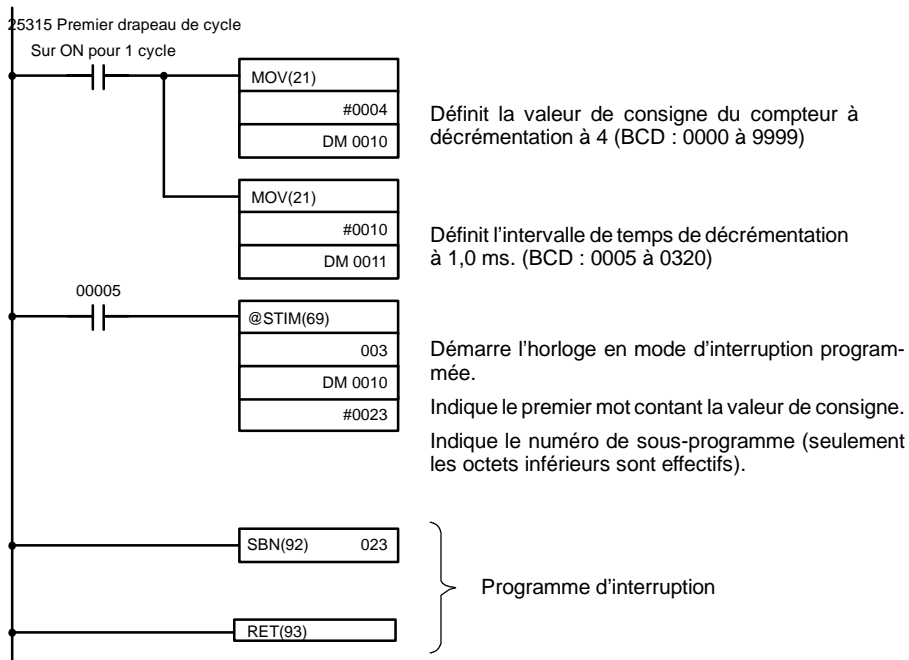 25315 Premier drapeau de cycle
Sur ON pour 1 cycle
MOV(21)
#0004
DM 0010
Définit la valeur de consigne du compteur à
décrémentation à 4 (BCD : 0000 à 9999)
MOV(21)
#0010
DM 0011
Définit l'intervalle de temps de décrémentation
à 1,0 ms. (BCD : 0005 à 0320)
00005
@STIM(69)
003
DM 0010
#0023
Démarre l'horloge en mode d'interruption program-
mée.
Indique le premier mot contant la valeur de consigne.
Indique le numéro de sous-programme (seulement
les octets inférieurs sont effectifs).
SBN(92) 023
Programme d'interruption
RET(93)